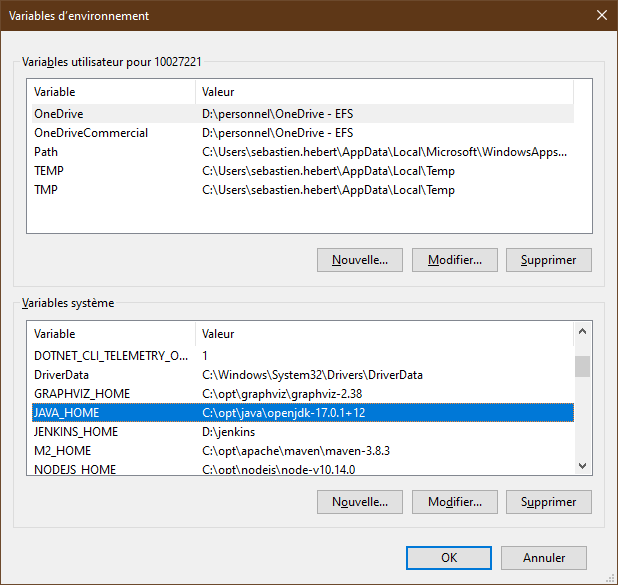 Variables d'environnement
Variables utilisateur pour 10027221
Variable Valeur
OneDrive D:\personnel\OneDrive - EFS
OneDriveCommercial D:\personnel\OneDrive - EFS
Path C:\Users\sebastien.hebert\AppData\Local\Microsoft\WindowsApps...
TEMP C:\Users\sebastien.hebert\AppData\Local\Temp
TMP C:\Users\sebastien.hebert\AppData\Local\Temp
Nouvelle... Modifier... Supprimer
Variables système
Variable Valeur
DOTNET_CLI_TELEMETRY_O... 1
DriverData C:\Windows\System32\Drivers\DriverData
GRAPHVIZ_HOME C:\opt\graphviz\graphviz-2.38
JAVA_HOME C:\opt\java\openjdk-17.0.1+12
JENKINS_HOME D:\jenkins
M2_HOME C:\opt\apache\maven\maven-3.8.3
NODEJS_HOME C:\opt\nodejs\node-v10.14.0
Nouvelle... Modifier... Supprimer
OK Annuler